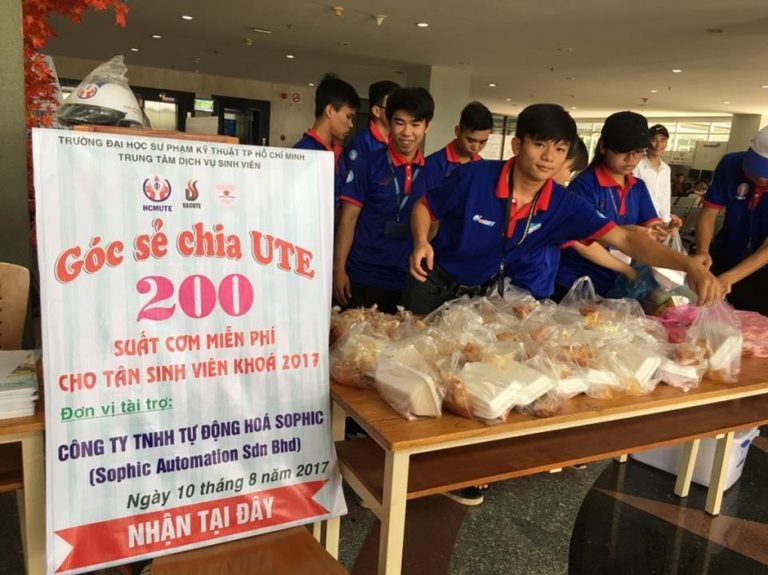 TRƯỜNG ĐẠI HỌC SƯ PHẠM KỸ THUẬT TP HỒ CHÍ MINH
TRUNG TÂM DỊCH VỤ SINH VIÊN
HCMUTE
SSCUTE
Góc sẻ chia UTE
200
SUẤT CƠM MIỄN PHÍ
CHO TÂN SINH VIÊN KHOÁ 2017
Đơn vị tài trợ:
CÔNG TY TNHH TỰ ĐỘNG HOÁ SOPHIC
(Sophic Automation Sdn Bhd)
Ngày 10 tháng 8 năm 2017
NHẬN TẠI ĐÂY